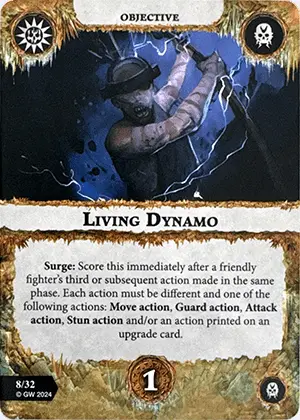 OBJECTIVE
LIVING DYNAMO
Surge: Score this immediately after a friendly
fighter's third or subsequent action made in the same
phase. Each action must be different and one of the
following actions: Move action, Guard action, Attack
action, Stun action and/or an action printed on an
upgrade card.
8/32
© GW 2024
1